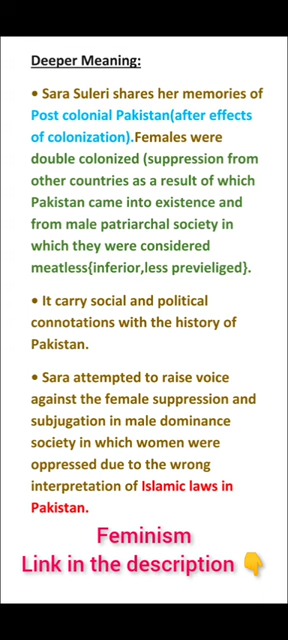 Deeper Meaning:
• Sara Suleri shares her memories of
Post colonial Pakistan(after effects
of colonization).Females were
double colonized (suppression from
other countries as a result of which
Pakistan came into existence and
from male patriarchal society in
which they were considered
meatless{inferior,less previeliged}.
• It carry social and political
connotations with the history of
Pakistan.
• Sara attempted to raise voice
against the female suppression and
subjugation in male dominance
society in which women were
oppressed due to the wrong
interpretation of Islamic laws in
Pakistan.
Feminism
Link in the description 👇